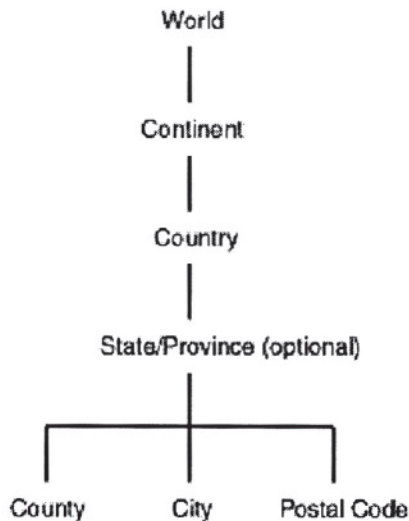 World
Continent
Country
State/Province (optional)
County City Postal Code